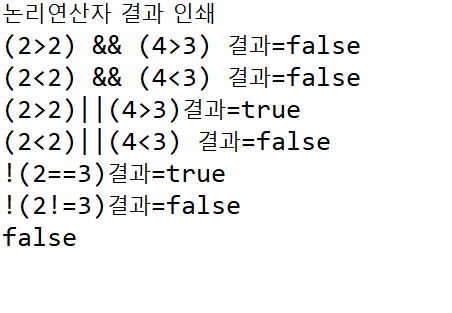 논리연산자 결과 인쇄
(2>2) && (4>3) 결과=false
(2<2) && (4<3) 결과=false
(2>2)||(4>3)결과=true
(2<2)||(4<3) 결과=false
!(2==3)결과=true
!(2!=3)결과=false
false